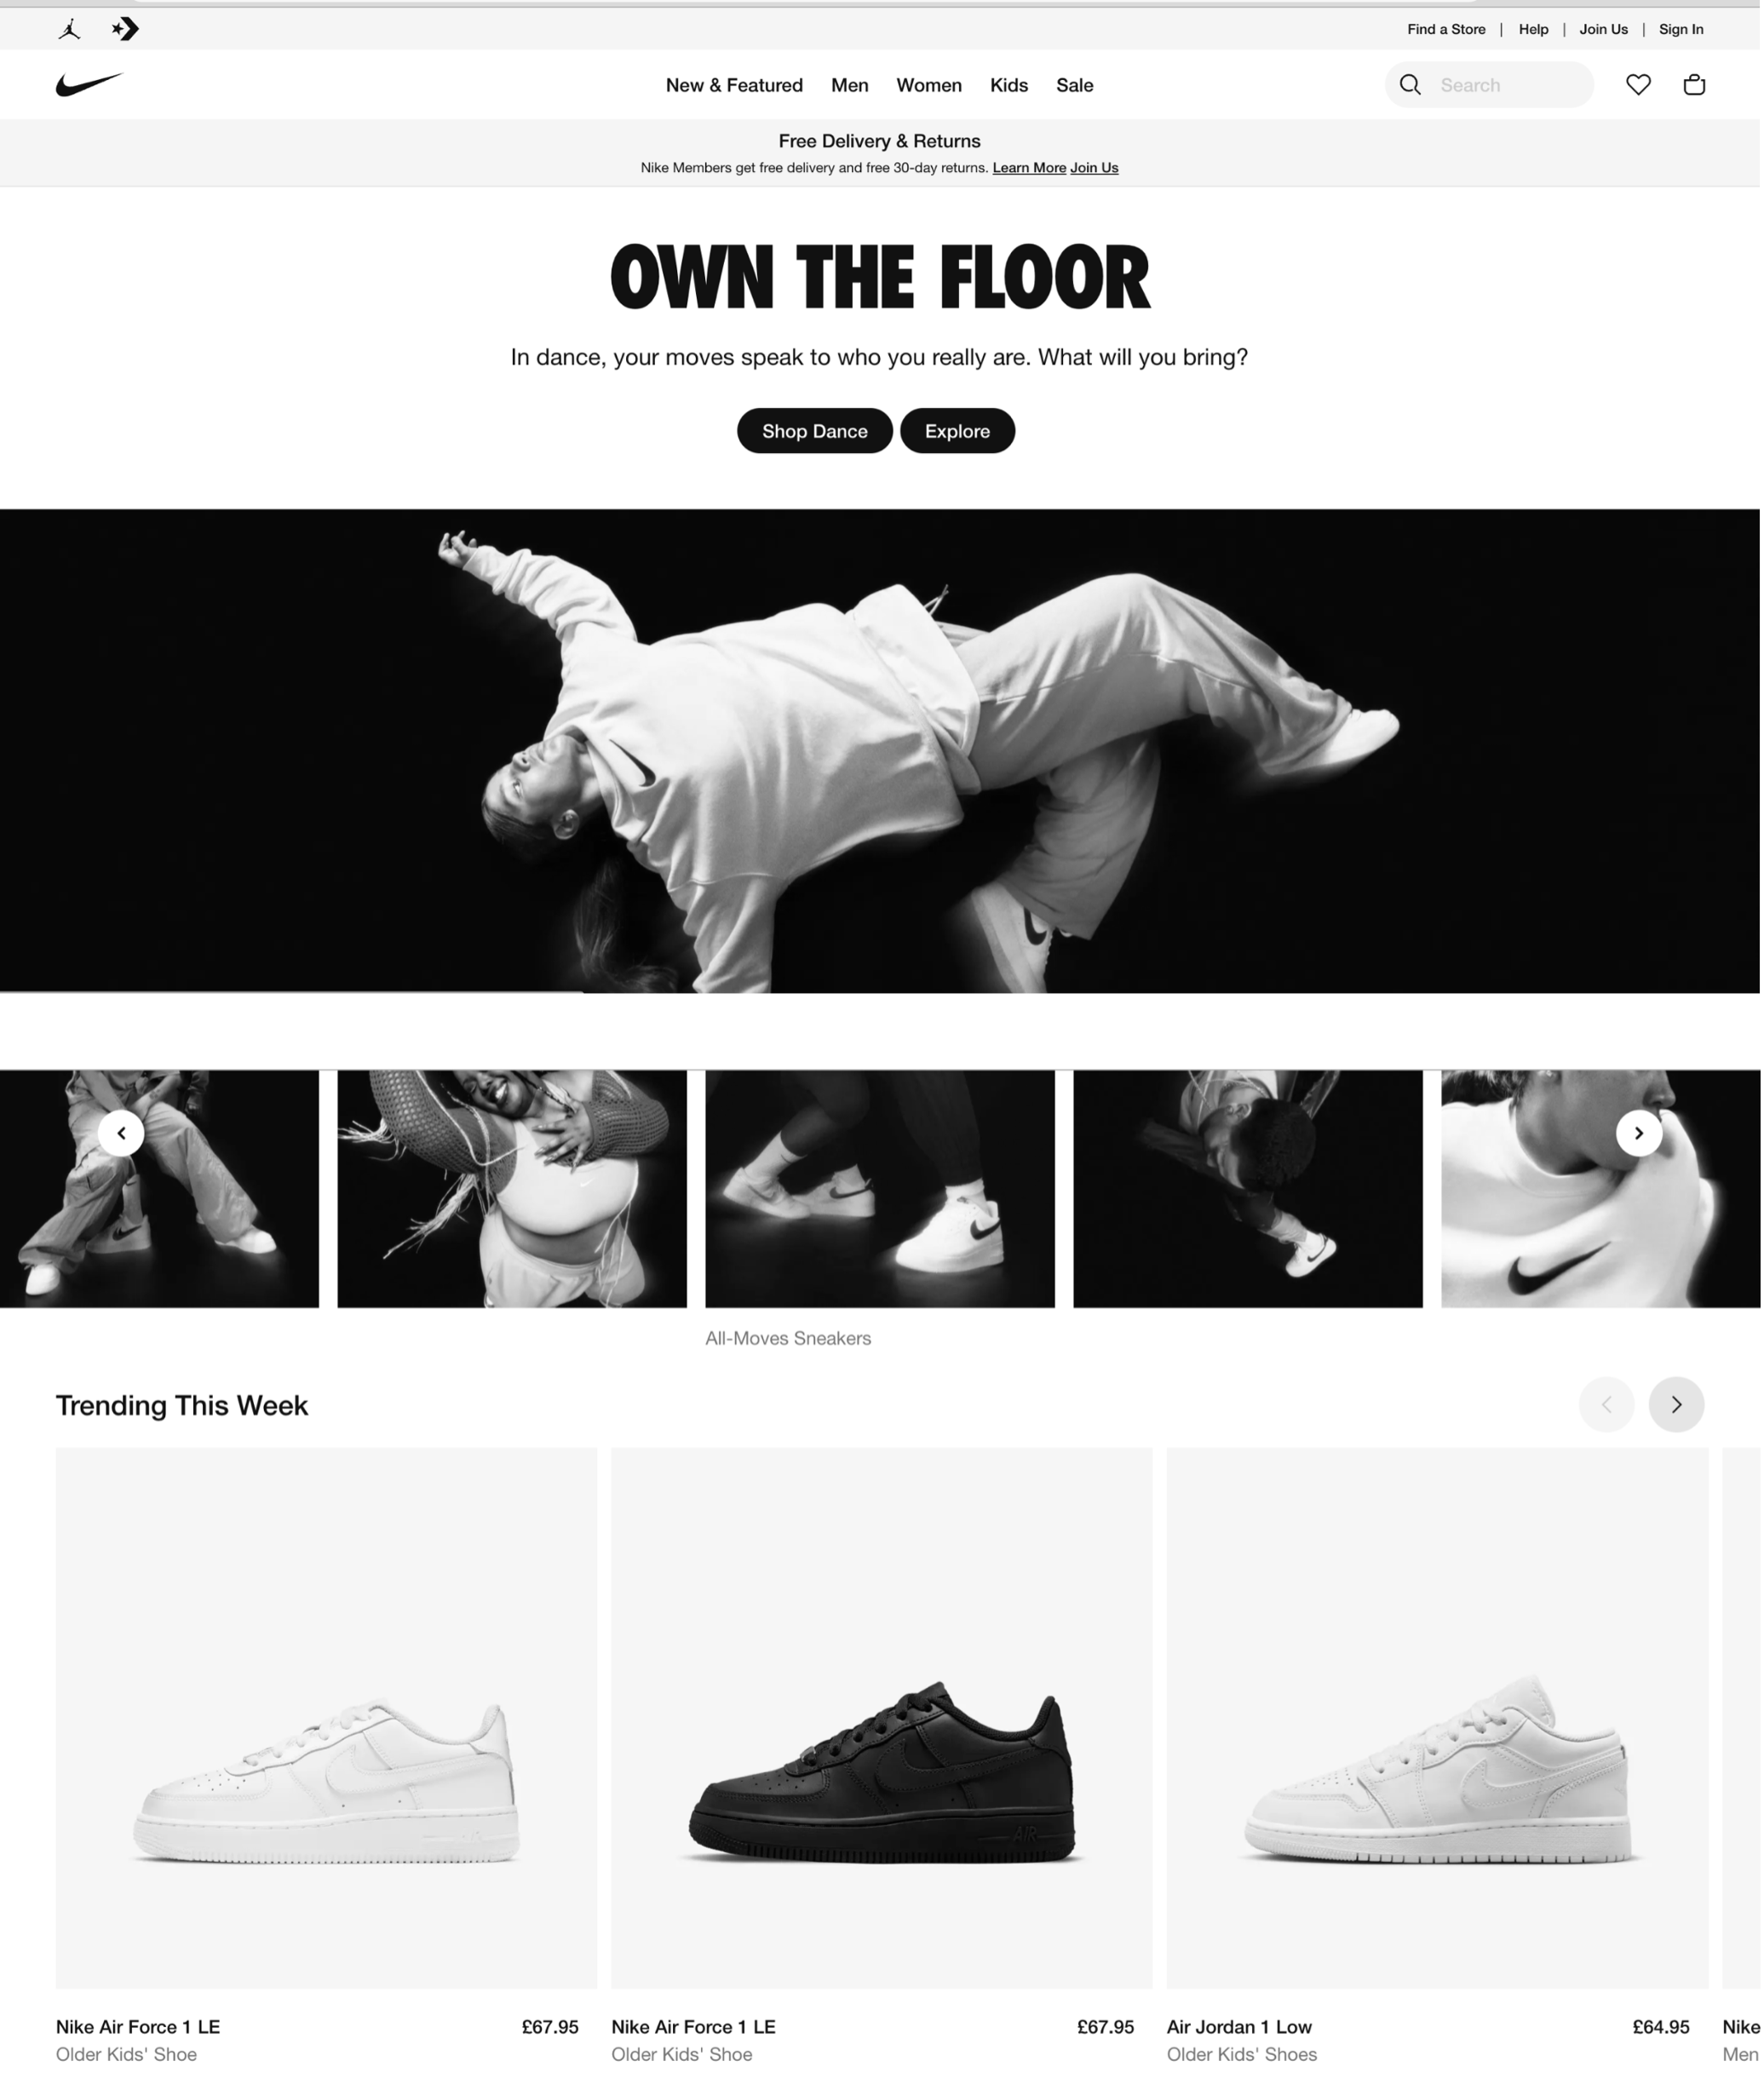 Find a Store | Help | Join Us | Sign In
New & Featured Men Women Kids Sale
Search
Free Delivery & Returns
Nike Members get free delivery and free 30-day returns. Learn More Join Us
OWN THE FLOOR
In dance, your moves speak to who you really are. What will you bring?
Shop Dance Explore
All-Moves Sneakers
Trending This Week
AIR
Nike Air Force 1 LE £67.95
Older Kids' Shoe
Nike Air Force 1 LE £67.95
Older Kids' Shoe
Air Jordan 1 Low £64.95
Older Kids' Shoes
Nike
Men